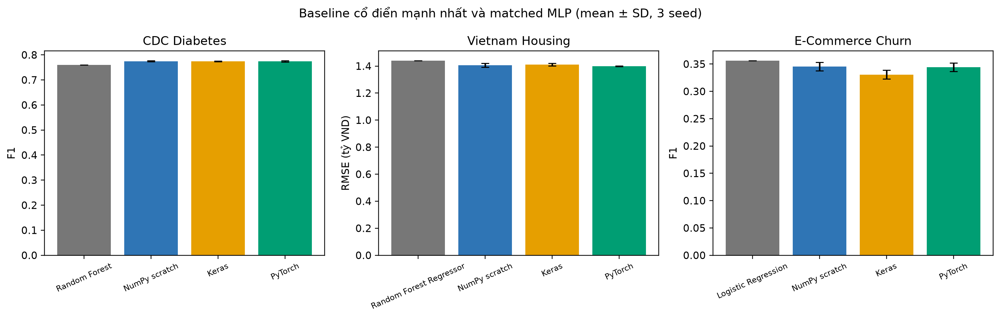 Baseline cổ điển mạnh nhất và matched MLP (mean ± SD, 3 seed)
CDC Diabetes
F1
0.8
0.7
0.6
0.5
0.4
0.3
0.2
0.1
0.0
Random Forest
NumPy scratch
Keras
PyTorch
Vietnam Housing
RMSE (tỷ VND)
1.4
1.2
1.0
0.8
0.6
0.4
0.2
0.0
Random Forest Regressor
NumPy scratch
Keras
PyTorch
E-Commerce Churn
F1
0.35
0.30
0.25
0.20
0.15
0.10
0.05
0.00
Logistic Regression
NumPy scratch
Keras
PyTorch